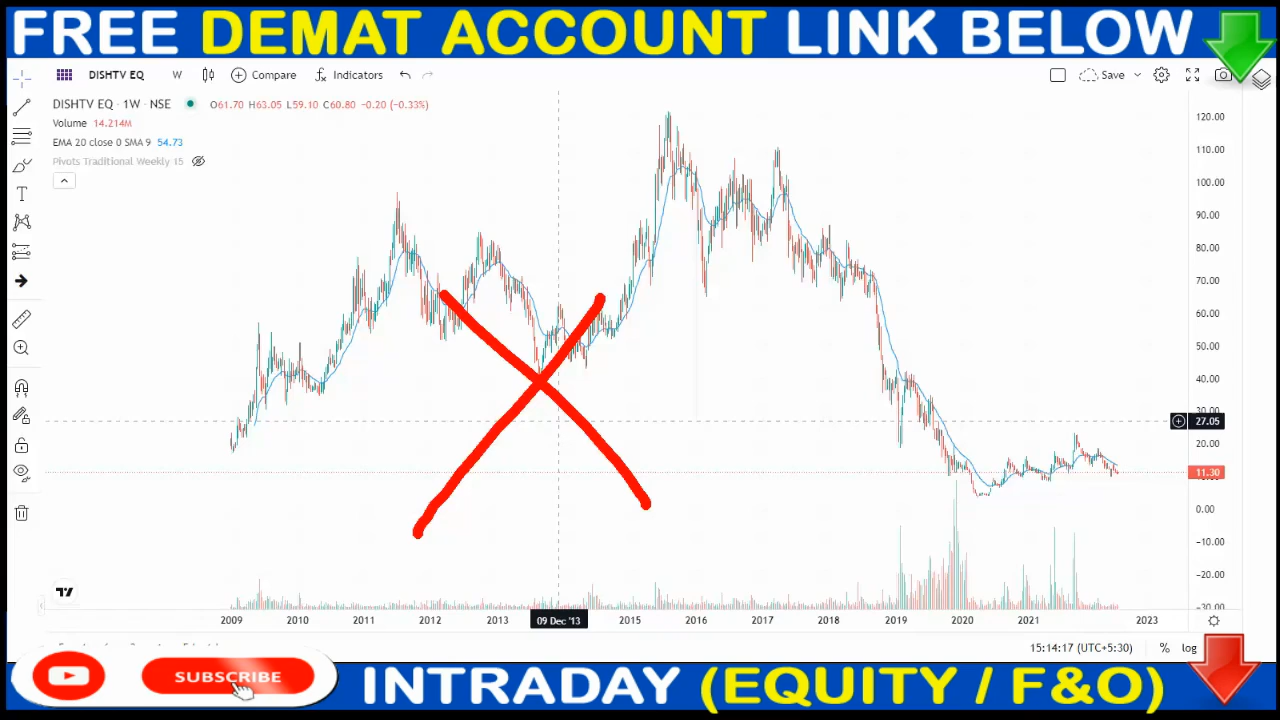 FREE DEMAT ACCOUNT LINK BELOW
DISHTV EQ W Compare Indicators Save
DISHTV EQ · 1W · NSE O61.70 H63.05 L59.10 C60.80 -0.20 (-0.33%)
Volume 14.214M
EMA 20 close 0 SMA 9 54.73
Pivots Traditional Weekly 15
T
120.00
110.00
100.00
90.00
80.00
70.00
60.00
50.00
40.00
30.00
27.05
20.00
11.30
0.00
-10.00
-20.00
-30.00
2009 2010 2011 2012 2013 09 Dec '13 2015 2016 2017 2018 2019 2020 2021 2023
15:14:17 (UTC+5:30) % log
SUBSCRIBE
INTRADAY (EQUITY / F&O)